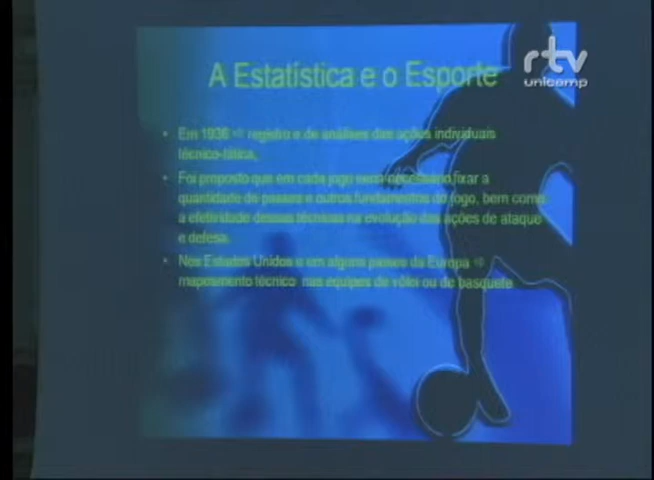 rtv
unicamp
A Estatística e o Esporte
• Em 1936 registro e de análises das ações individuais
técnico-tática,
• Foi proposto que em cada jogo seria necessário fixar a
quantidade de passes e outros fundamentos do jogo, bem como
a efetividade dessas técnicas na evolução das ações de ataque
e defesa.
• Nos Estados Unidos e em alguns países da Europa
mapeamento técnico nas equipes de vôlei ou de basquete